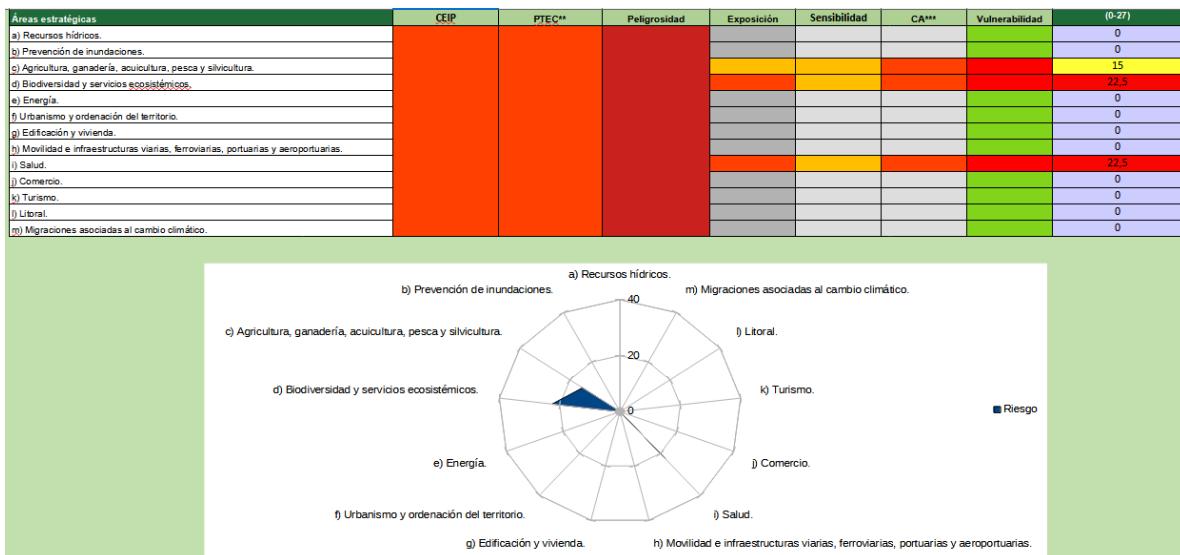 Áreas estratégicas CEIP PTEC** Peligrosidad Exposición Sensibilidad CA*** Vulnerabilidad (0-27)
a) Recursos hídricos. 0
b) Prevención de inundaciones. 0
c) Agricultura, ganadería, acuicultura, pesca y silvicultura. 15
d) Biodiversidad y servicios ecosistémicos, 22,5
e) Energía. 0
f) Urbanismo y ordenación del territorio. 0
g) Edificación y vivienda. 0
h) Movilidad e infraestructuras viarias, ferroviarias, portuarias y aeroportuarias. 0
i) Salud. 22,5
j) Comercio. 0
k) Turismo. 0
l) Litoral. 0
m) Migraciones asociadas al cambio climático. 0
a) Recursos hídricos.
b) Prevención de inundaciones. m) Migraciones asociadas al cambio climático.
40
c) Agricultura, ganadería, acuicultura, pesca y silvicultura. l) Litoral.
20
d) Biodiversidad y servicios ecosistémicos. k) Turismo.
0 Riesgo
e) Energía. j) Comercio.
f) Urbanismo y ordenación del territorio. i) Salud.
g) Edificación y vivienda. h) Movilidad e infraestructuras viarias, ferroviarias, portuarias y aeroportuarias.